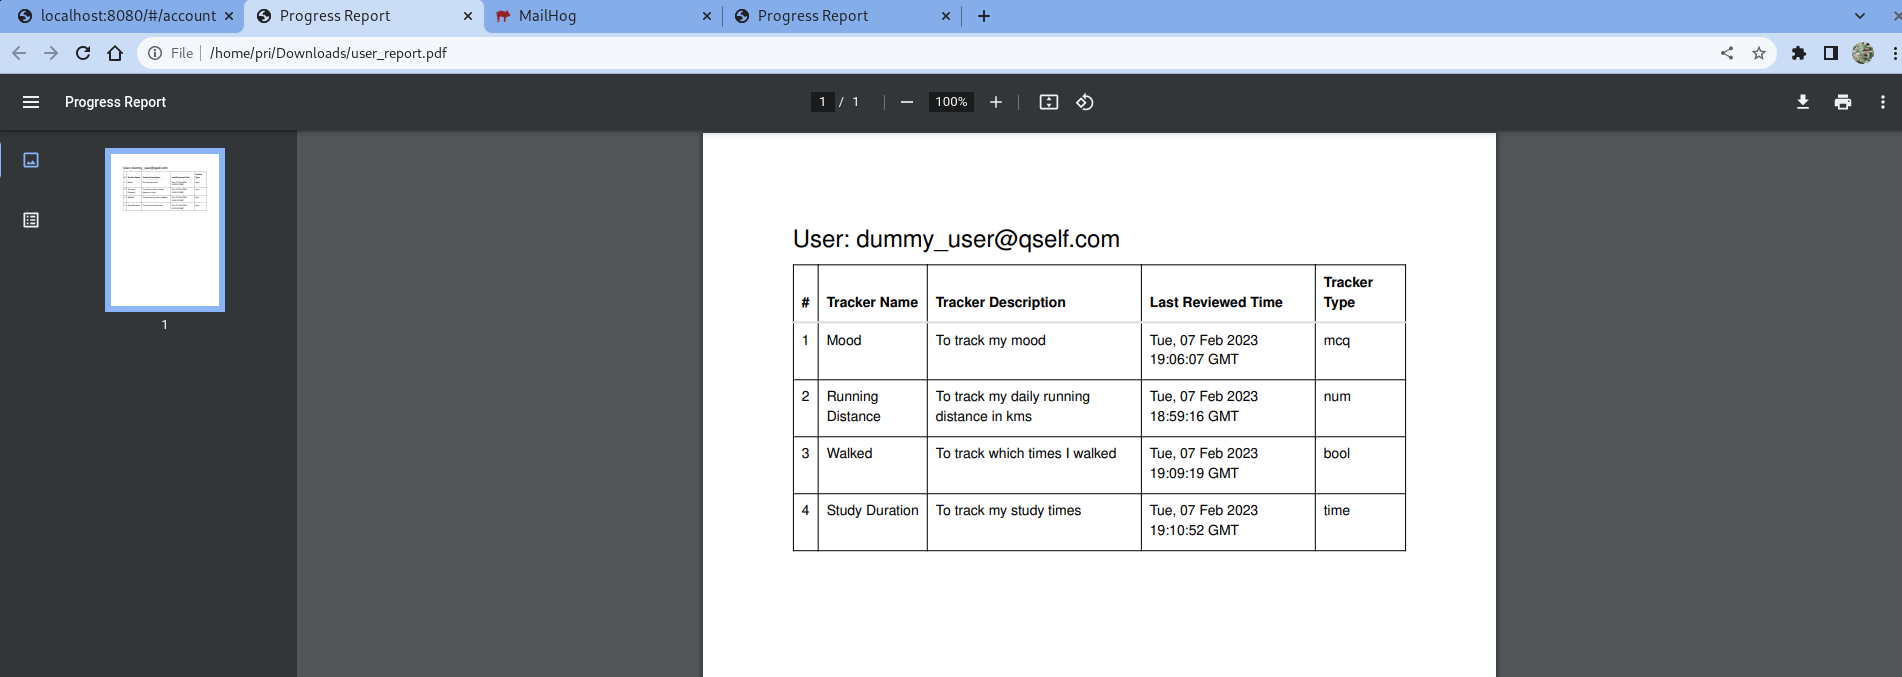 localhost:8080/#/account
Progress Report
MailHog
Progress Report
File
/home/pri/Downloads/user_report.pdf
Progress Report
1 / 1
100%
1
User: dummy_user@qself.com
# Tracker Name Tracker Description Last Reviewed Time Tracker Type
1 Mood To track my mood Tue, 07 Feb 2023 19:06:07 GMT mcq
2 Running Distance To track my daily running distance in kms Tue, 07 Feb 2023 18:59:16 GMT num
3 Walked To track which times I walked Tue, 07 Feb 2023 19:09:19 GMT bool
4 Study Duration To track my study times Tue, 07 Feb 2023 19:10:52 GMT time